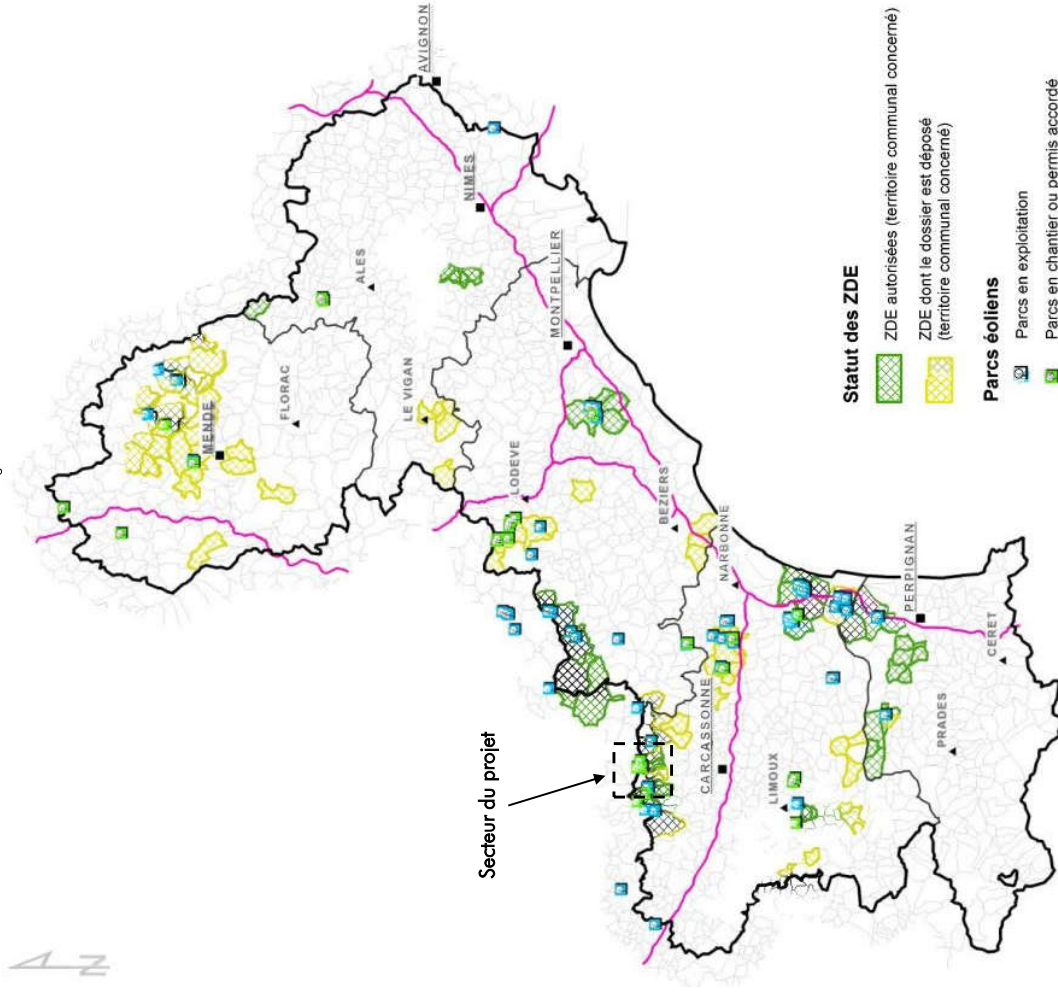 AVIGNON
NIMES
ALES
MENDE
FLORAC
LE VIGAN
MONTPELLIER
LODEVE
BEZIERS
NARBONNE
Secteur du projet
CARCASSONNE
LIMOUX
PERPIGNAN
PRADES
CERET
Statut des ZDE
ZDE autorisées (territoire communal concerné)
ZDE dont le dossier est déposé
(territoire communal concerné)
Parcs éoliens
Parcs en exploitation
Parcs en chantier ou permis accordé
N